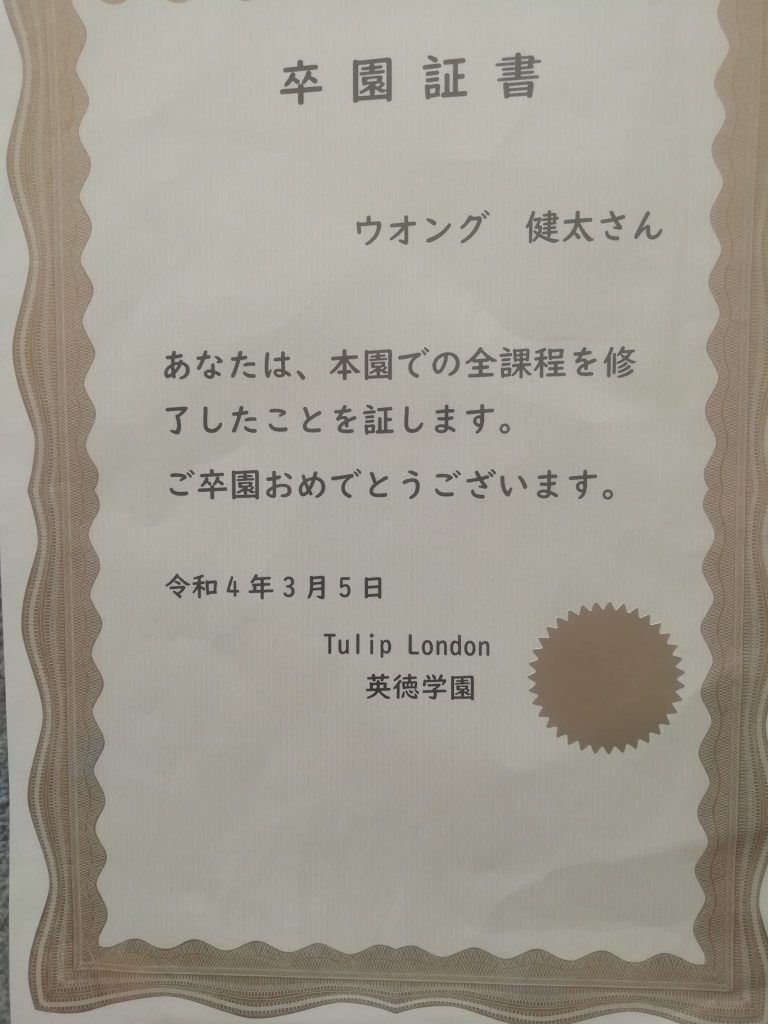 卒園証書
ウオング　健太さん
あなたは、本園での全課程を修
了したことを証します。
ご卒園おめでとうございます。
令和4年3月5日
Tulip London
英徳学園